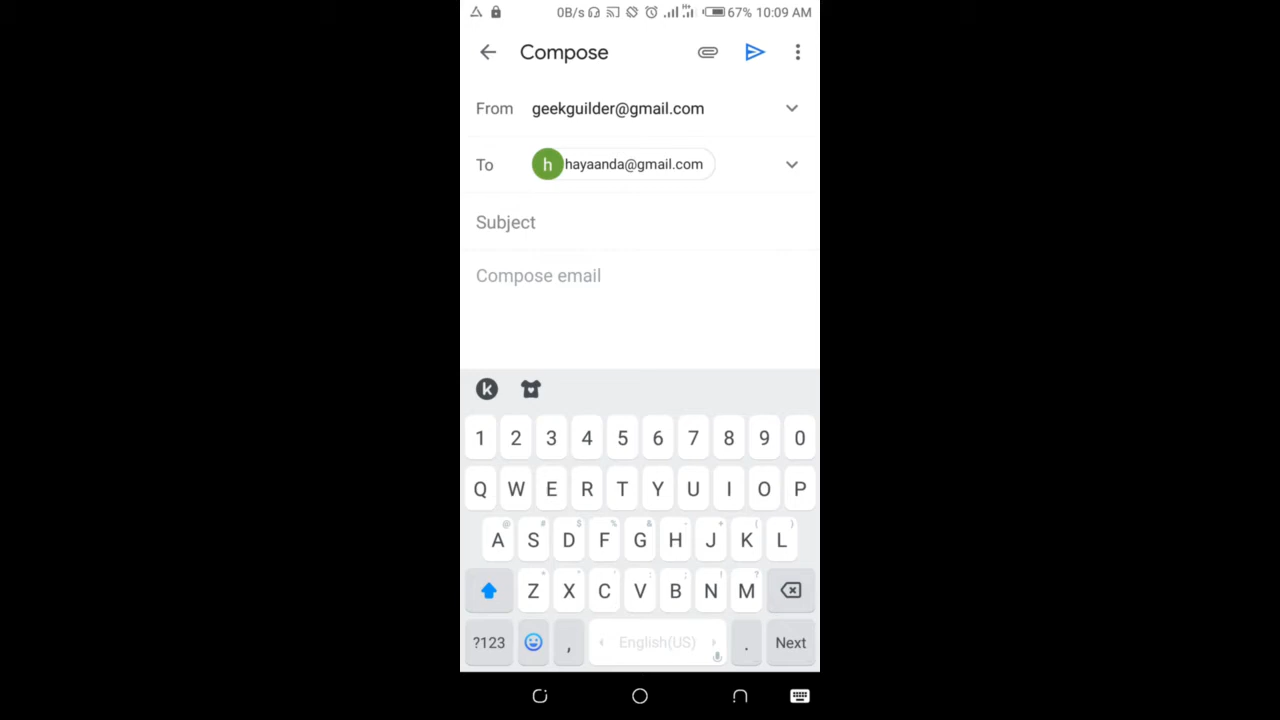 0B/s H+ 67% 10:09 AM
Compose
From geekguilder@gmail.com
To h hayaanda@gmail.com
Subject
Compose email
k
1 2 3 4 5 6 7 8 9 0
Q W E R T Y U I O P
@ # $ % & - + ( )
A S D F G H J K L
* " ' : ; ! ?
Z X C V B N M
?123 , English(US) . Next